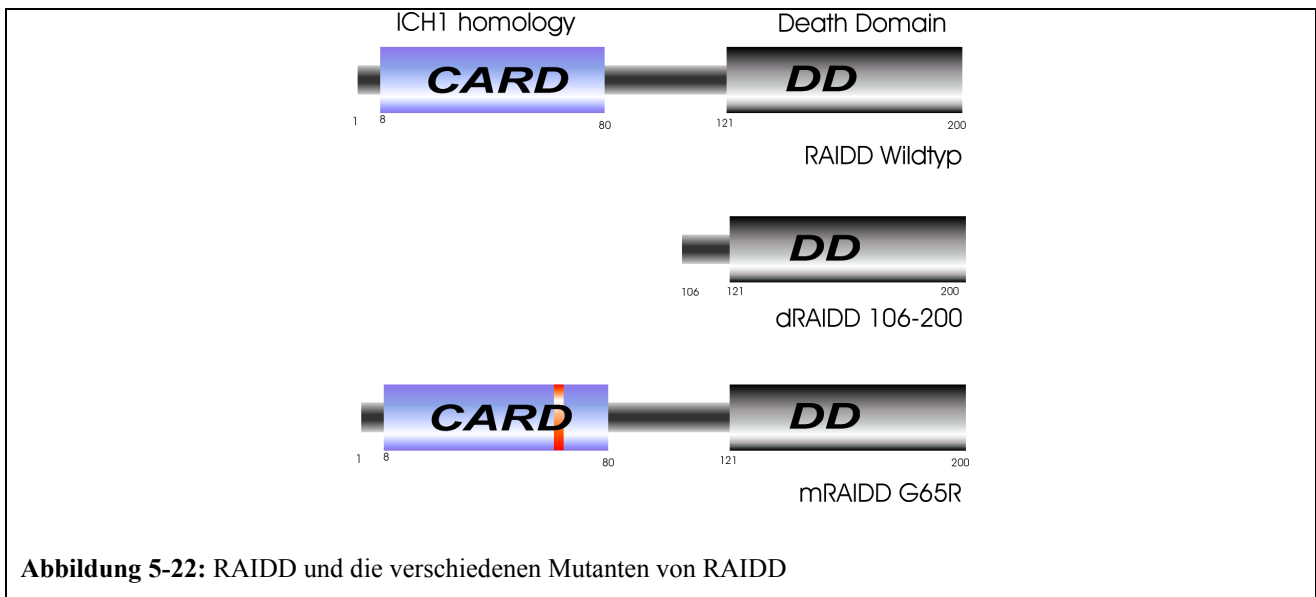 ICH1 homology Death Domain
CARD DD
1 8 80 121 200
RAIDD Wildtyp
DD
106 121 200
dRAIDD 106-200
CARD DD
1 8 80 121 200
mRAIDD G65R
Abbildung 5-22: RAIDD und die verschiedenen Mutanten von RAIDD